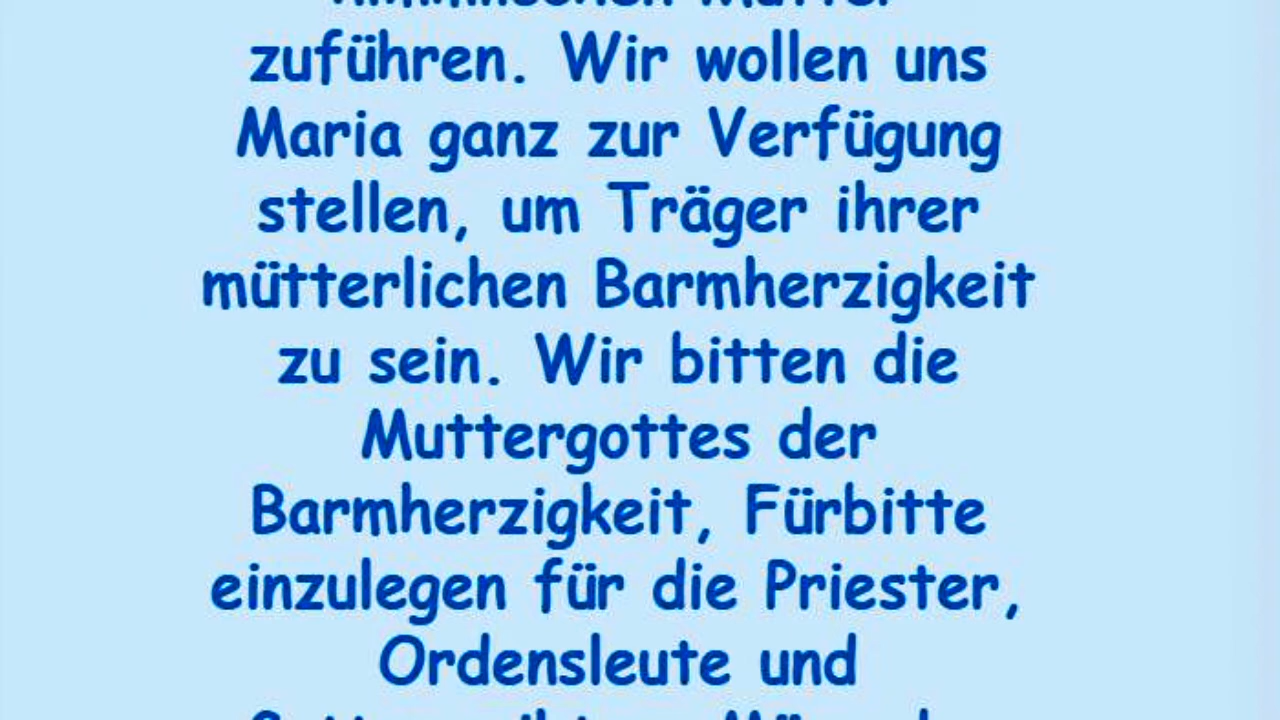 zuführen. Wir wollen uns
Maria ganz zur Verfügung
stellen, um Träger ihrer
mütterlichen Barmherzigkeit
zu sein. Wir bitten die
Muttergottes der
Barmherzigkeit, Fürbitte
einzulegen für die Priester,
Ordensleute und